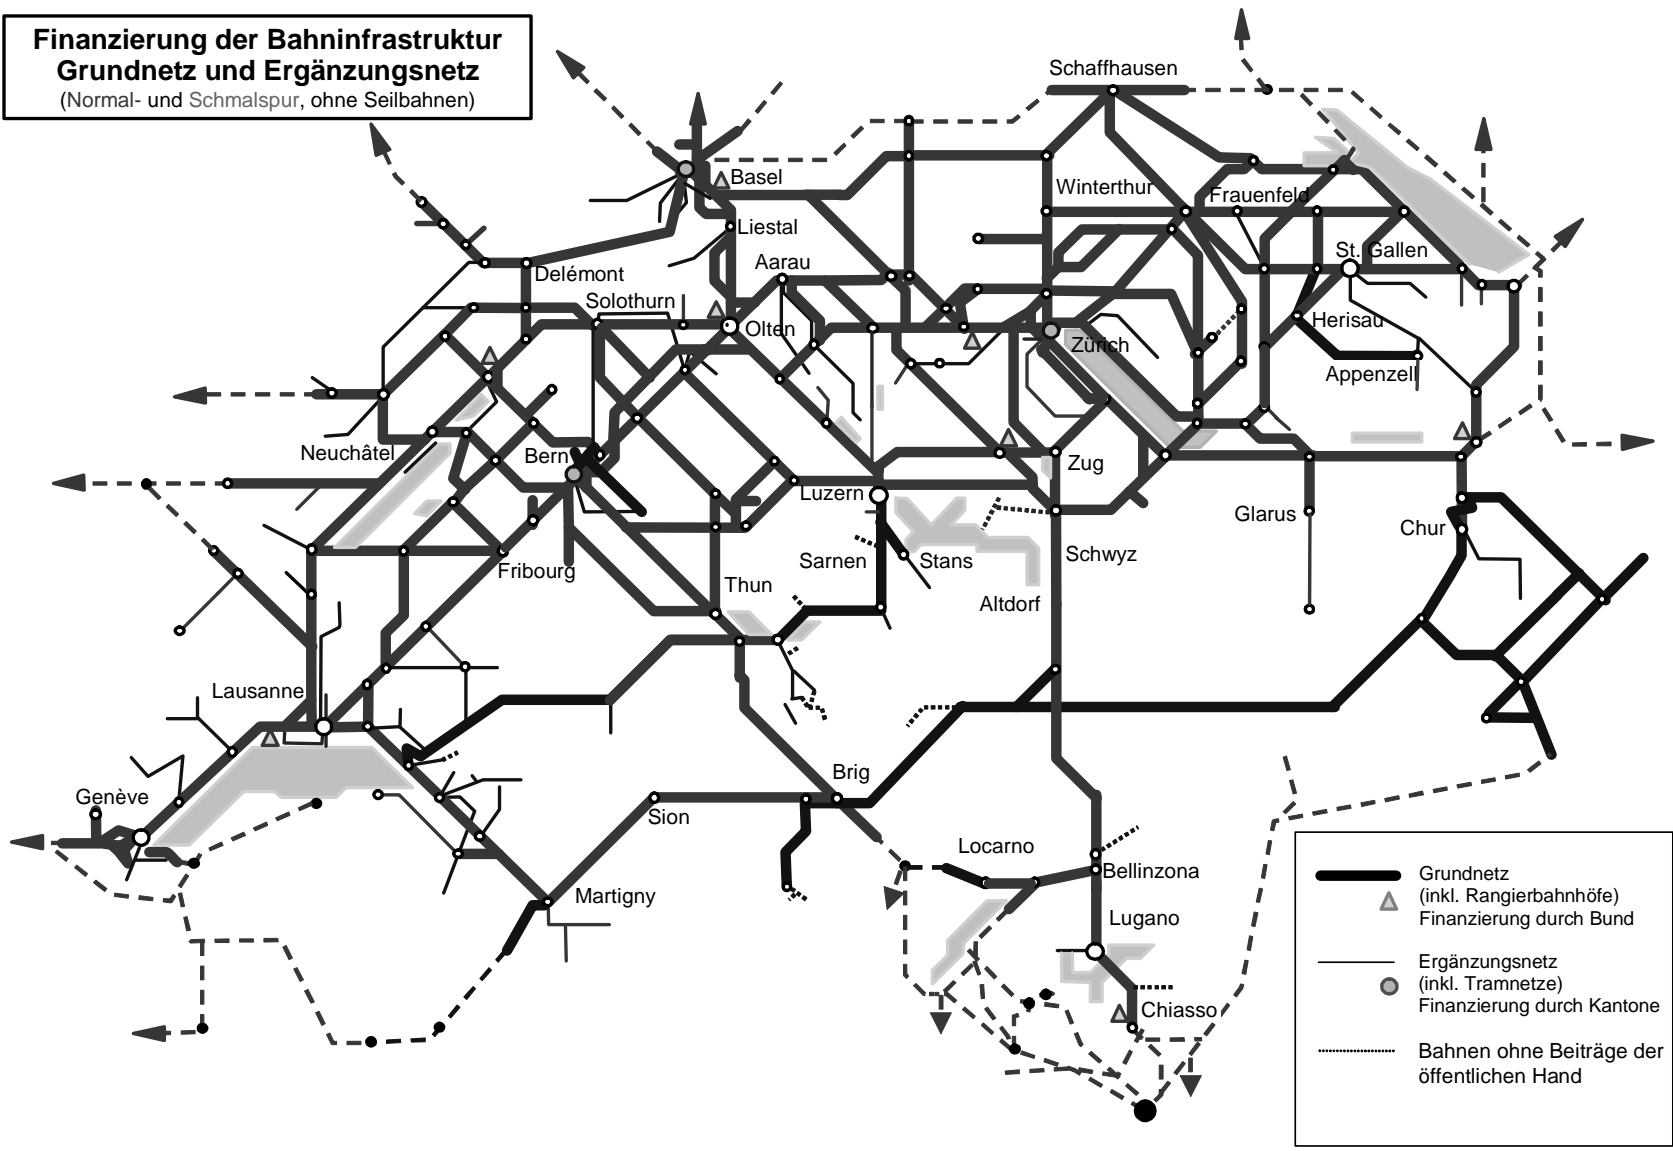 Finanzierung der Bahninfrastruktur
Grundnetz und Ergänzungsnetz
(Normal- und Schmalspur, ohne Seilbahnen)
Schaffhausen
Basel
Winterthur
Frauenfeld
Liestal
St. Gallen
Aarau
Delémont
Solothurn
Olten
Herisau
Zürich
Appenzell
Neuchâtel
Bern
Zug
Luzern
Glarus
Chur
Schwyz
Sarnen
Stans
Fribourg
Thun
Altdorf
Lausanne
Brig
Genève
Sion
Locarno
Bellinzona
Martigny
Lugano
Chiasso
Grundnetz
(inkl. Rangierbahnhöfe)
Finanzierung durch Bund
Ergänzungsnetz
(inkl. Tramnetze)
Finanzierung durch Kantone
Bahnen ohne Beiträge der
öffentlichen Hand